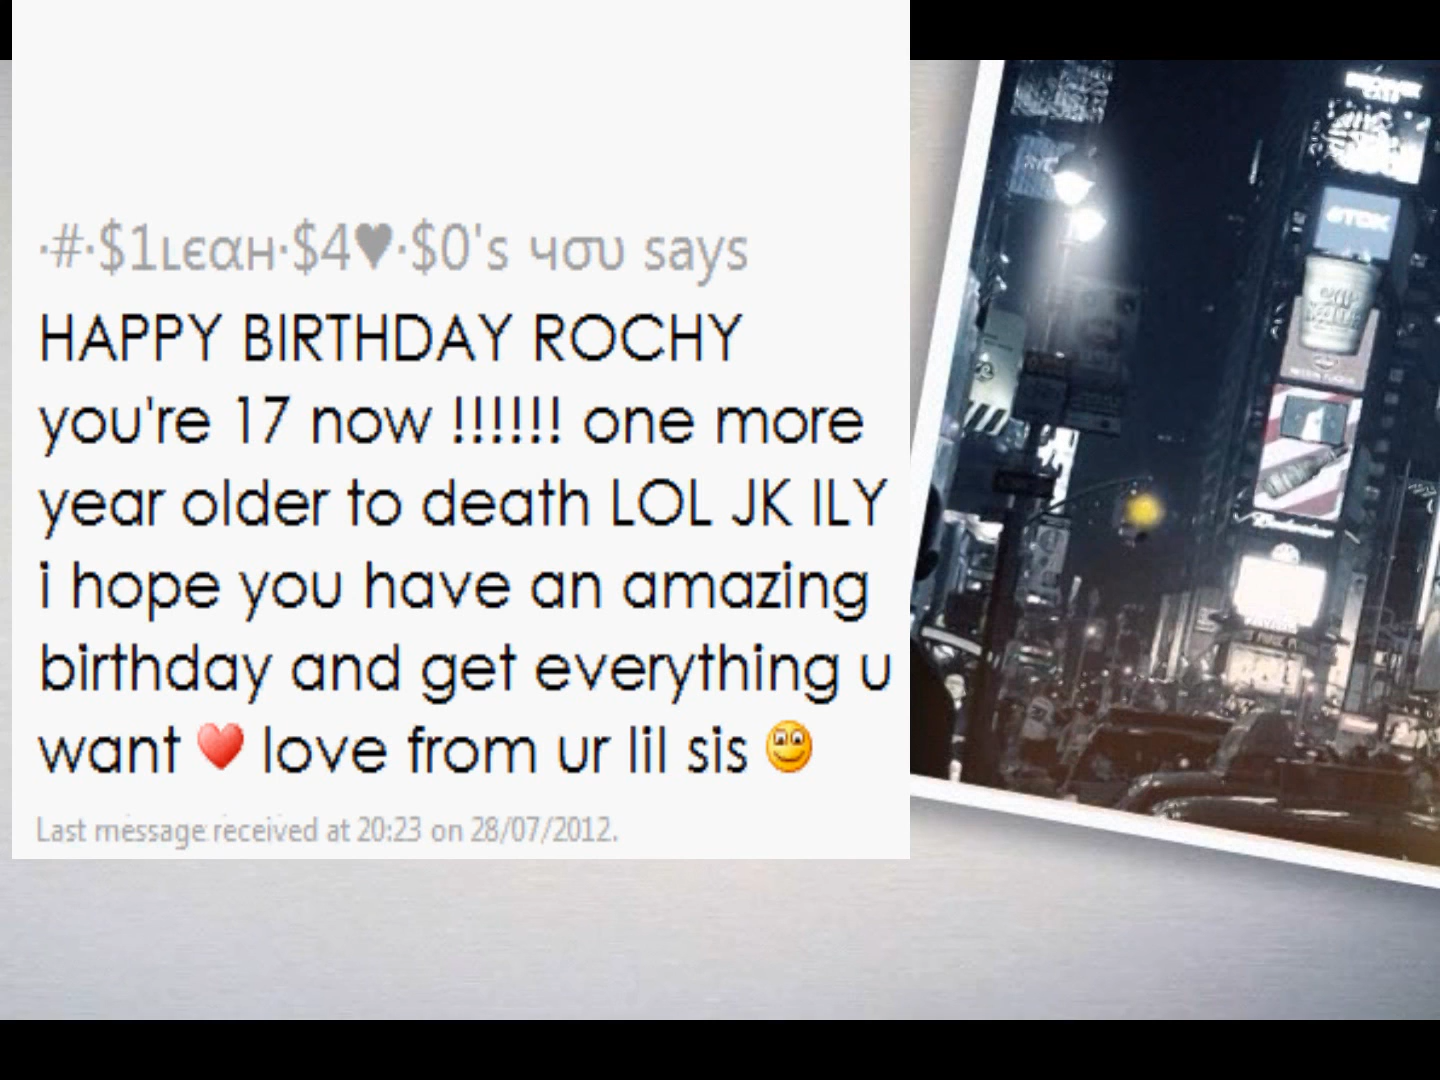 ·#·$1ʟєαн·$4♥·$0's чσυ says
HAPPY BIRTHDAY ROCHY
you're 17 now !!!!!! one more
year older to death LOL JK ILY
i hope you have an amazing
birthday and get everything u
want ❤ love from ur lil sis 😊
Last message received at 20:23 on 28/07/2012.
TDK
Budweiser